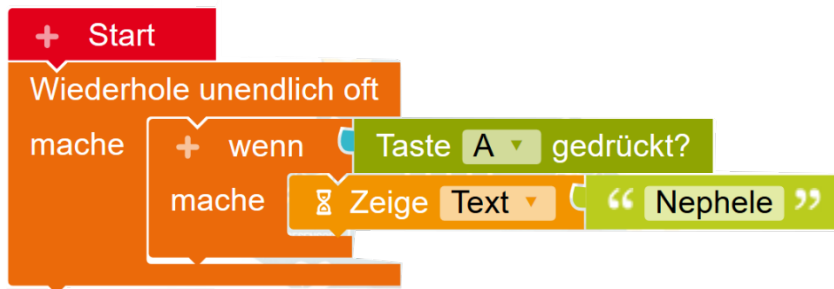 + Start
Wiederhole unendlich oft
mache + wenn Taste A gedrückt?
mache Zeige Text “ Nephele ”